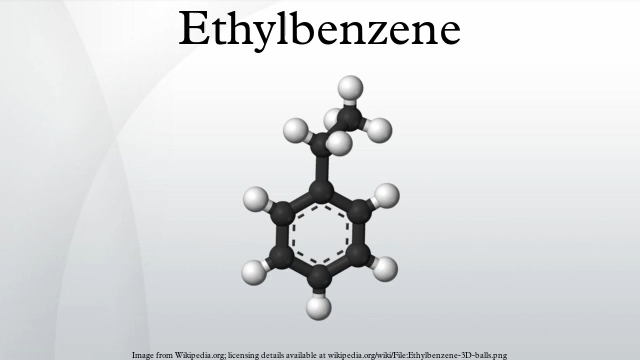 Ethylbenzene
Image from Wikipedia.org; licensing details available at wikipedia.org/wiki/File:Ethylbenzene-3D-balls.png